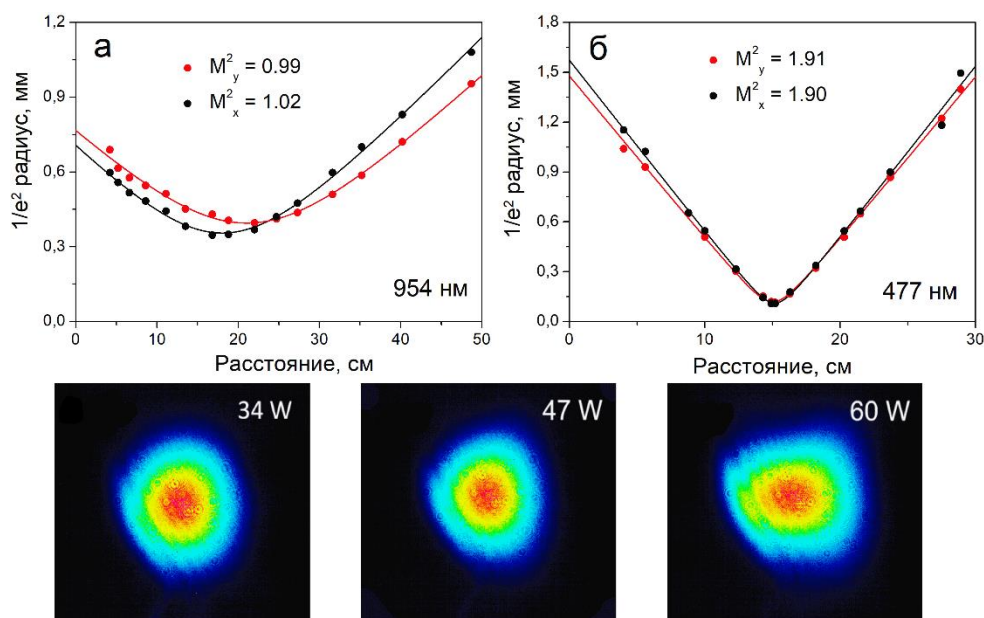 1,2
0,9
0,6
0,3
0,0
1/e² радиус, мм
а
M²y = 0.99
M²x = 1.02
954 нм
0 10 20 30 40 50
Расстояние, см
1,8
1,5
1,2
0,9
0,6
0,3
0,0
1/e² радиус, мм
б
M²y = 1.91
M²x = 1.90
477 нм
0 10 20 30
Расстояние, см
34 W
47 W
60 W